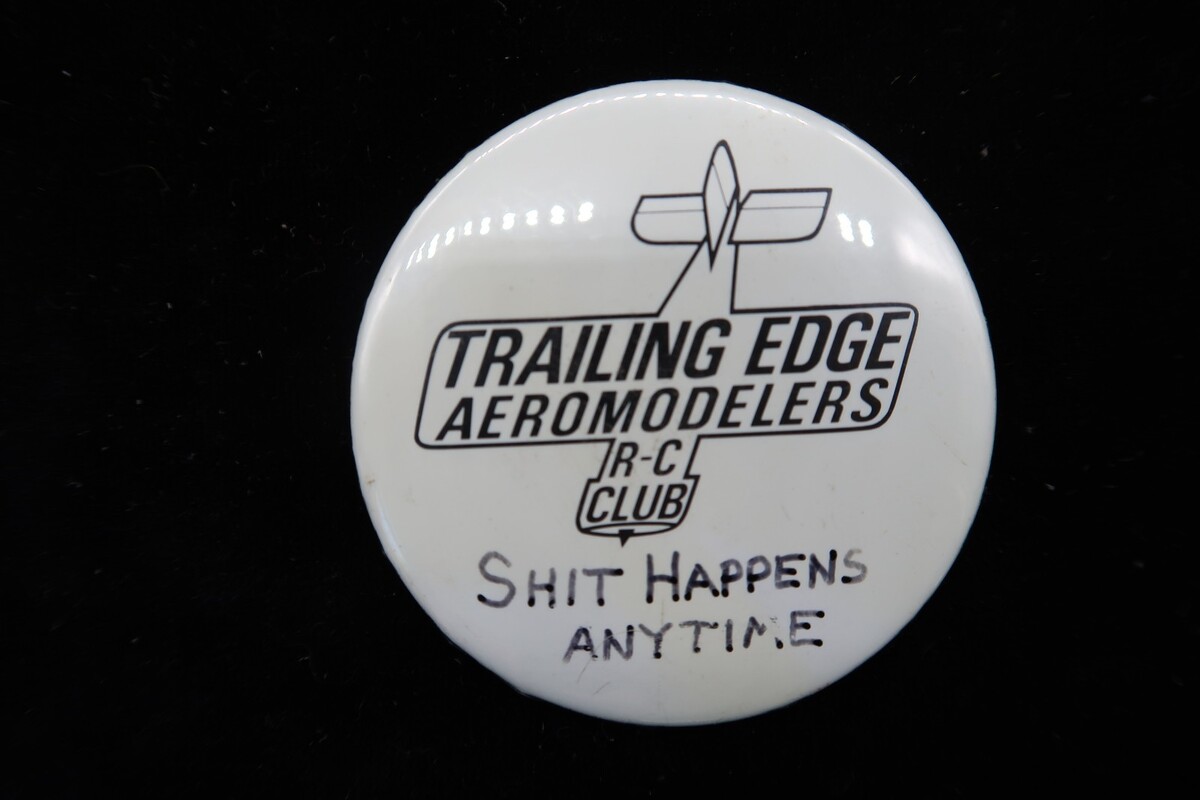 TRAILING EDGE
AEROMODELERS
R-C
CLUB
SHIT HAPPENS
ANYTIME